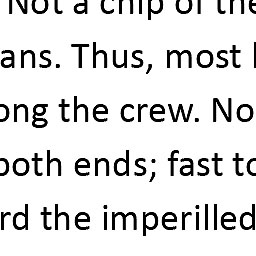 Not a chip of the
ans. Thus, most
ong the crew. No
both ends; fast to
rd the imperilled